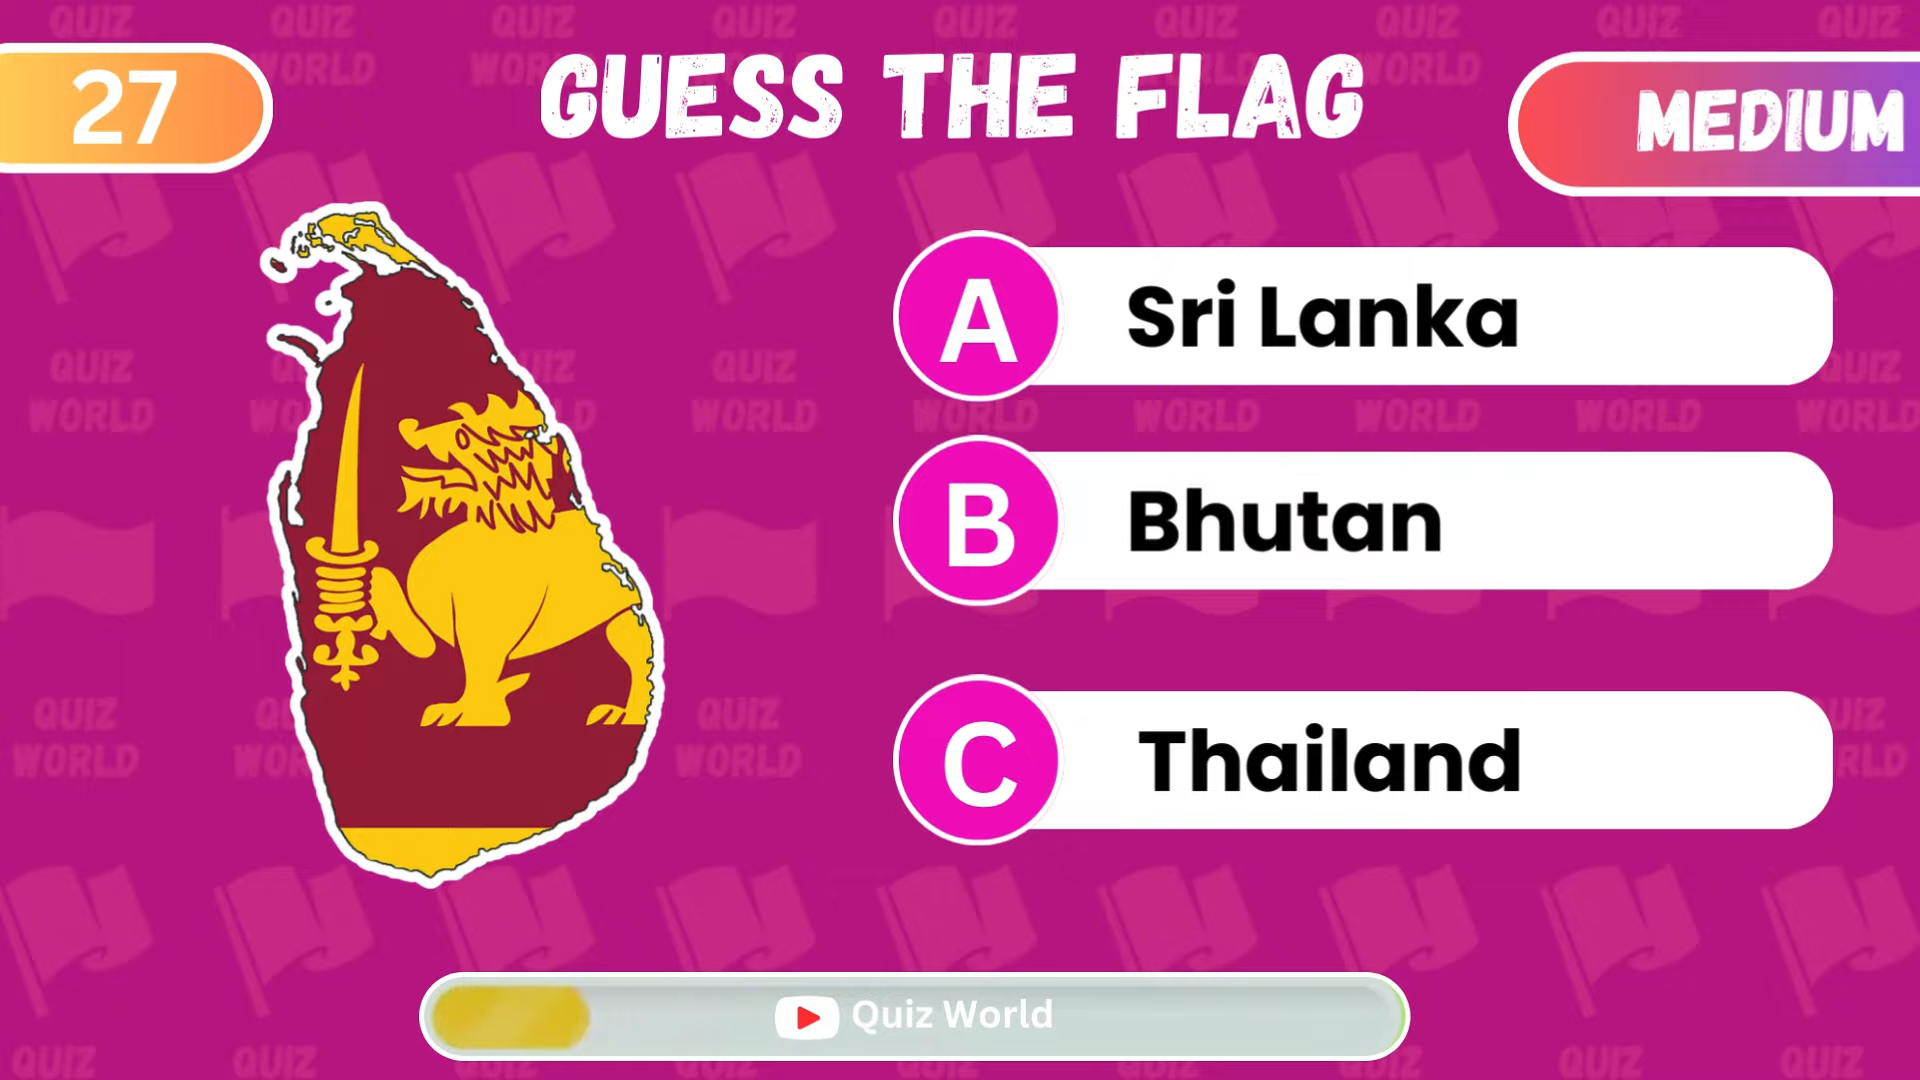 27
GUESS THE FLAG
MEDIUM
A Sri Lanka
B Bhutan
C Thailand
Quiz World